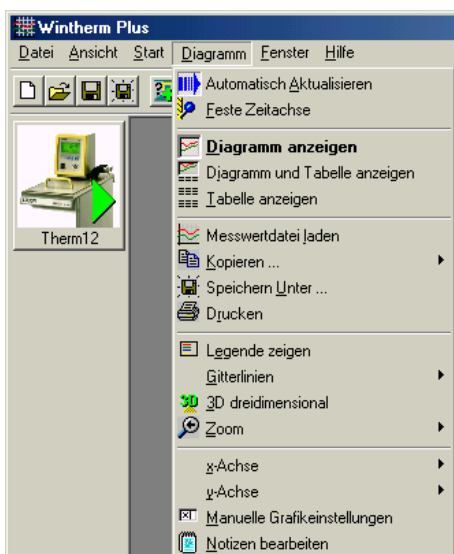 Wintherm Plus
Datei Ansicht Start Diagramm Fenster Hilfe
Automatisch Aktualisieren
Feste Zeitachse
Diagramm anzeigen
Diagramm und Tabelle anzeigen
Tabelle anzeigen
Therm12
Messwertdatei laden
Kopieren ...
Speichern Unter ...
Drucken
Legende zeigen
Gitterlinien
3D 3D dreidimensional
Zoom
x-Achse
y-Achse
Manuelle Grafikeinstellungen
Notizen bearbeiten